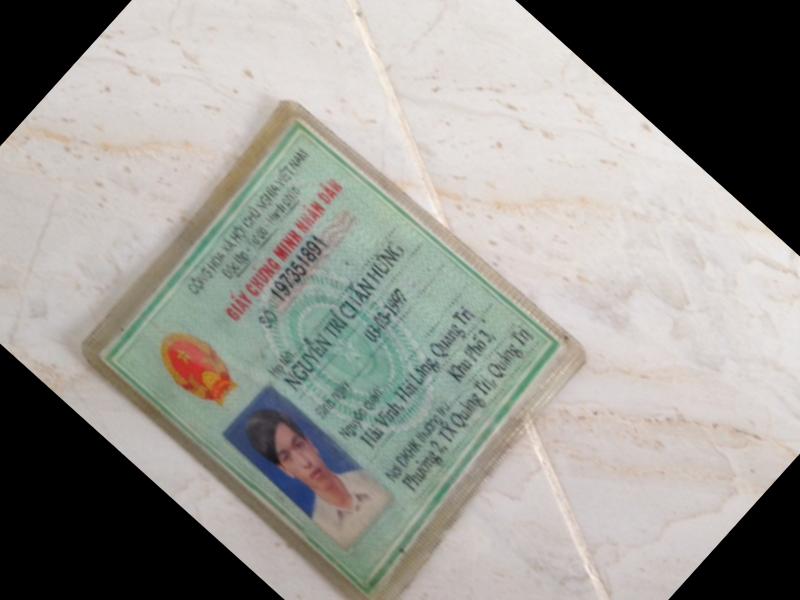 CỘNG HÒA XÃ HỘI CHỦ NGHĨA VIỆT NAM
Độc lập - Tự do - Hạnh phúc
GIẤY CHỨNG MINH NHÂN DÂN
SỐ 197351891
Họ tên
NGUYỄN TRÍ CHẤN HÙNG
Sinh ngày 03-03-1997
Nguyên quán
Hải Vĩnh, Hải Lăng, Quảng Trị
Nơi ĐKHK thường trú Khu Phố 3,
Phường 2, TX Quảng Trị, Quảng Trị